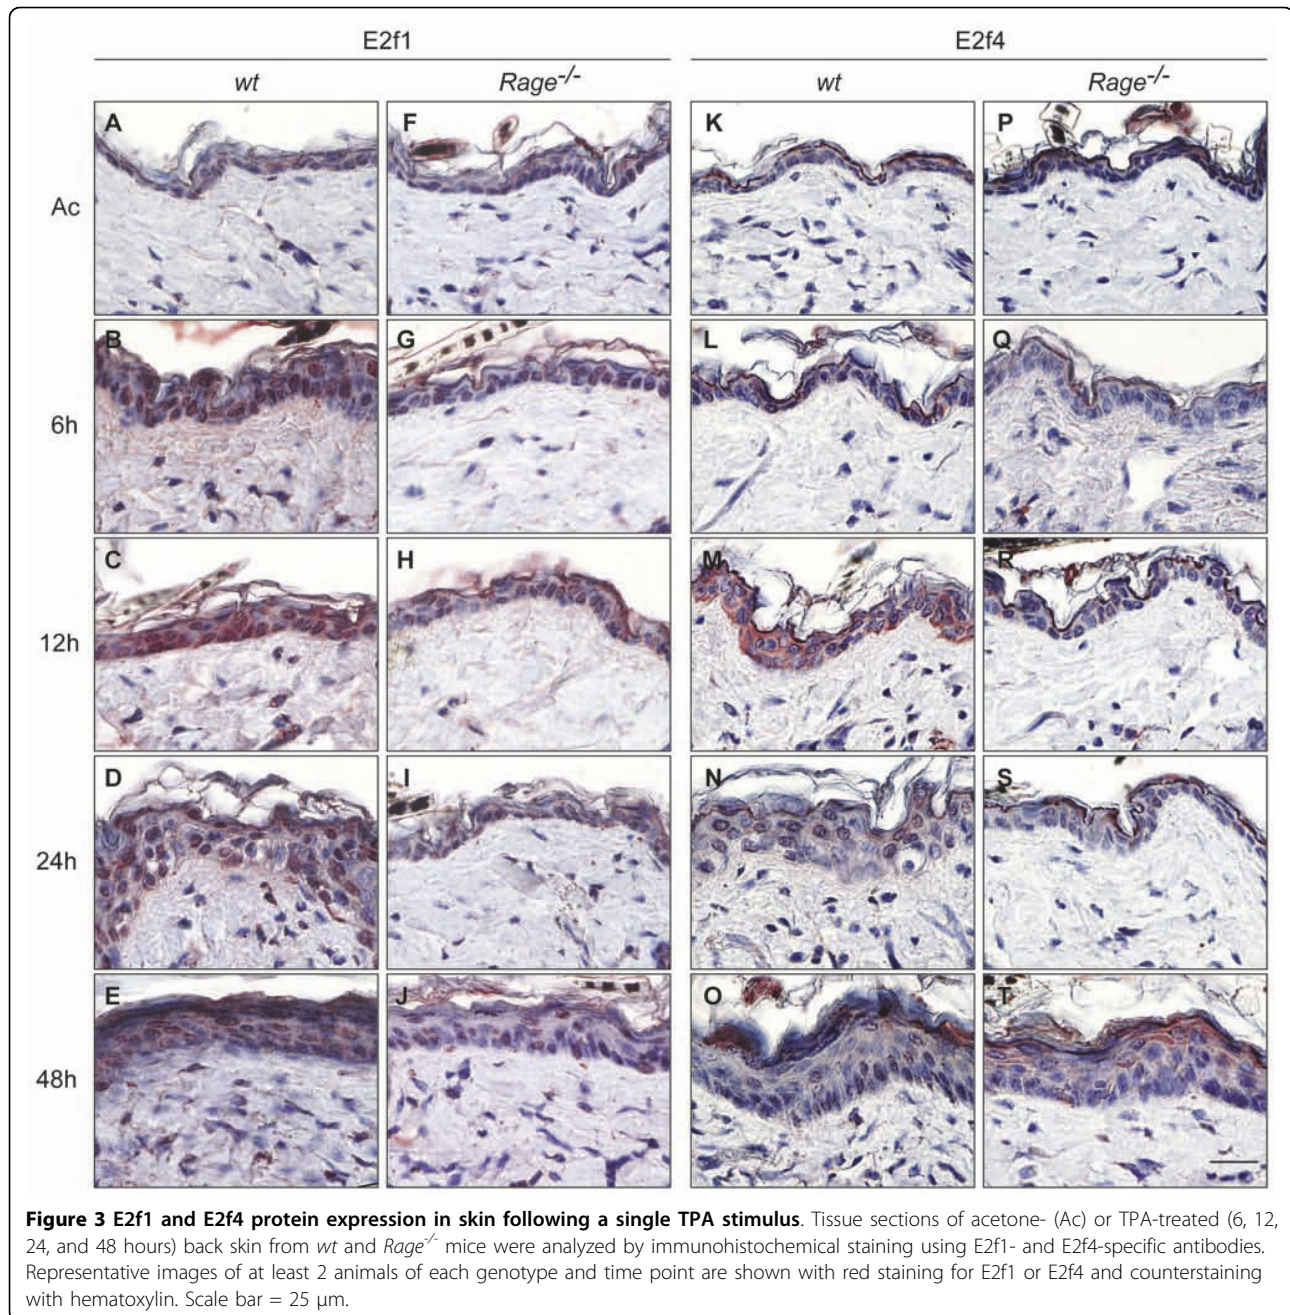 E2f1 E2f4
wt Rage-/- wt Rage-/-
A F K P
Ac
B G L Q
6h
C H M R
12h
D I N S
24h
E J O T
48h
Figure 3 E2f1 and E2f4 protein expression in skin following a single TPA stimulus. Tissue sections of acetone- (Ac) or TPA-treated (6, 12,
24, and 48 hours) back skin from wt and Rage-/- mice were analyzed by immunohistochemical staining using E2f1- and E2f4-specific antibodies.
Representative images of at least 2 animals of each genotype and time point are shown with red staining for E2f1 or E2f4 and counterstaining
with hematoxylin. Scale bar = 25 μm.